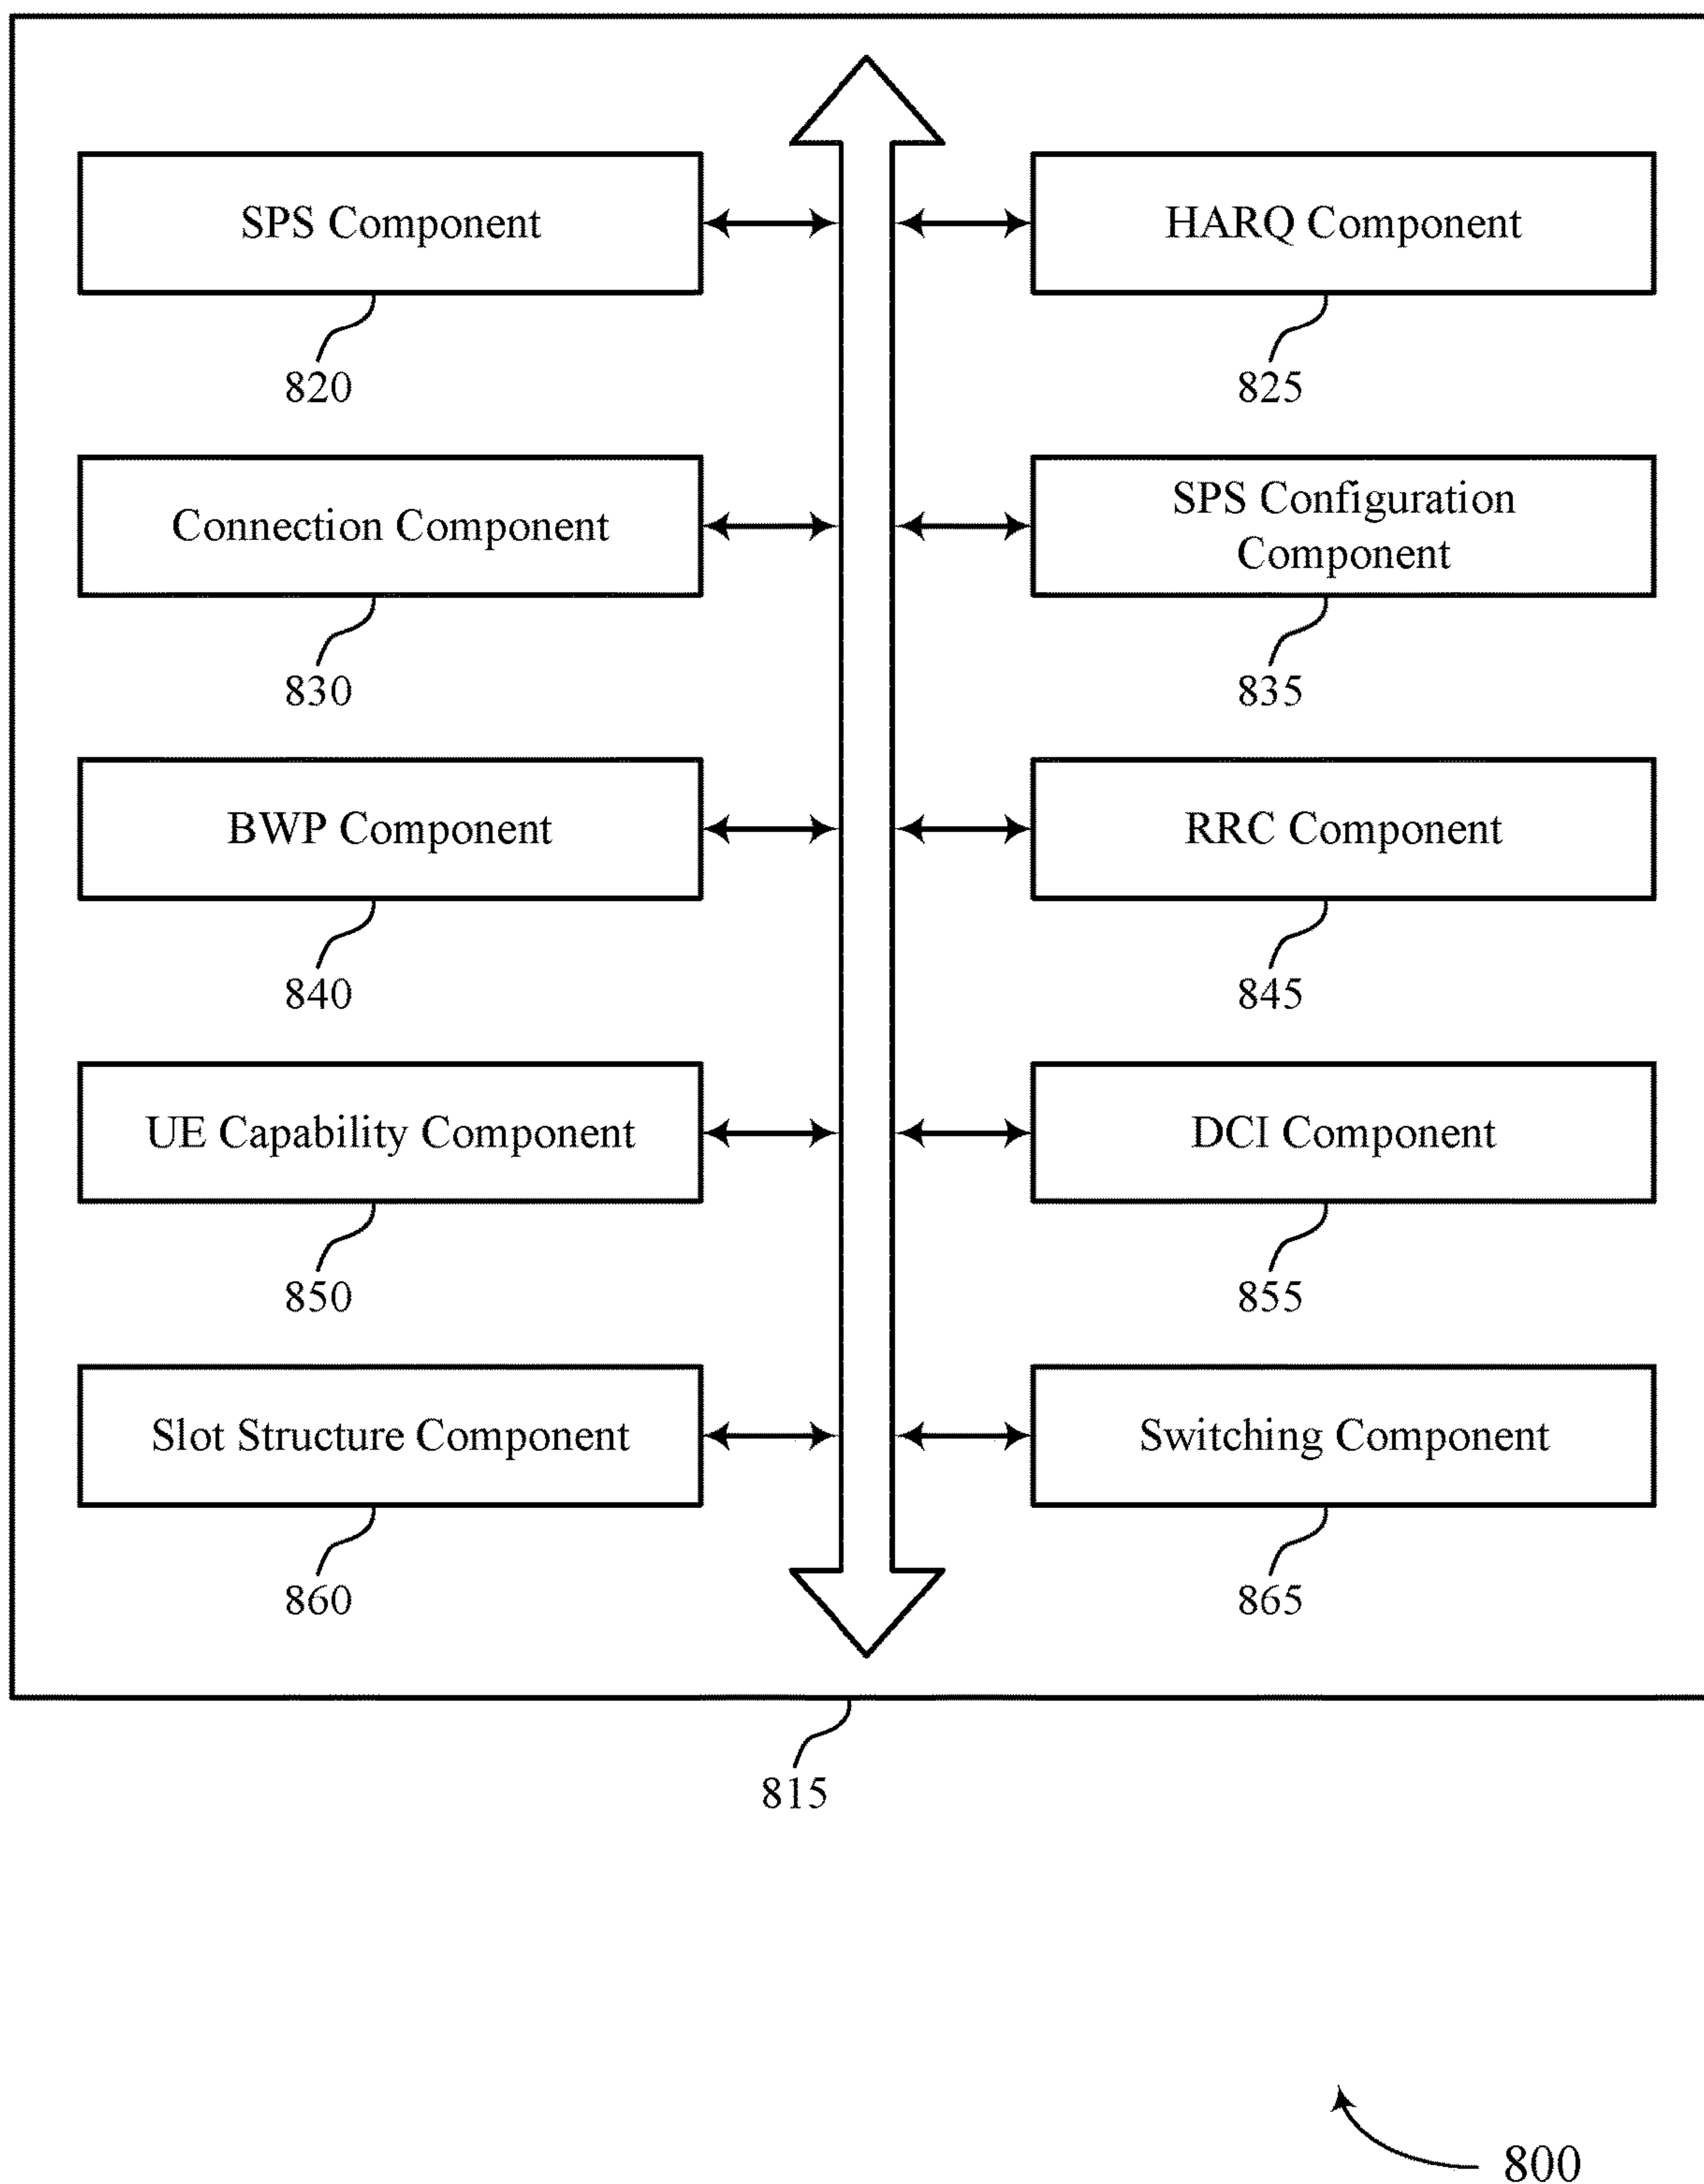 SPS Component
HARQ Component
820
825
Connection Component
SPS Configuration
Component
830
835
BWP Component
RRC Component
840
845
UE Capability Component
DCI Component
850
855
Slot Structure Component
Switching Component
860
865
815
800